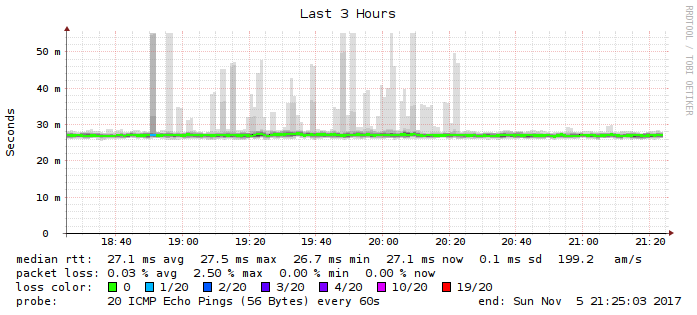 Last 3 Hours
RRDTOOL / TOBI OETIKER
Seconds
50 m
40 m
30 m
20 m
10 m
0
18:40 19:00 19:20 19:40 20:00 20:20 20:40 21:00 21:20
median rtt: 27.1 ms avg 27.5 ms max 26.7 ms min 27.1 ms now 0.1 ms sd 199.2 am/s
packet loss: 0.03 % avg 2.50 % max 0.00 % min 0.00 % now
loss color: 0 1/20 2/20 3/20 4/20 10/20 19/20
probe: 20 ICMP Echo Pings (56 Bytes) every 60s end: Sun Nov 5 21:25:03 2017